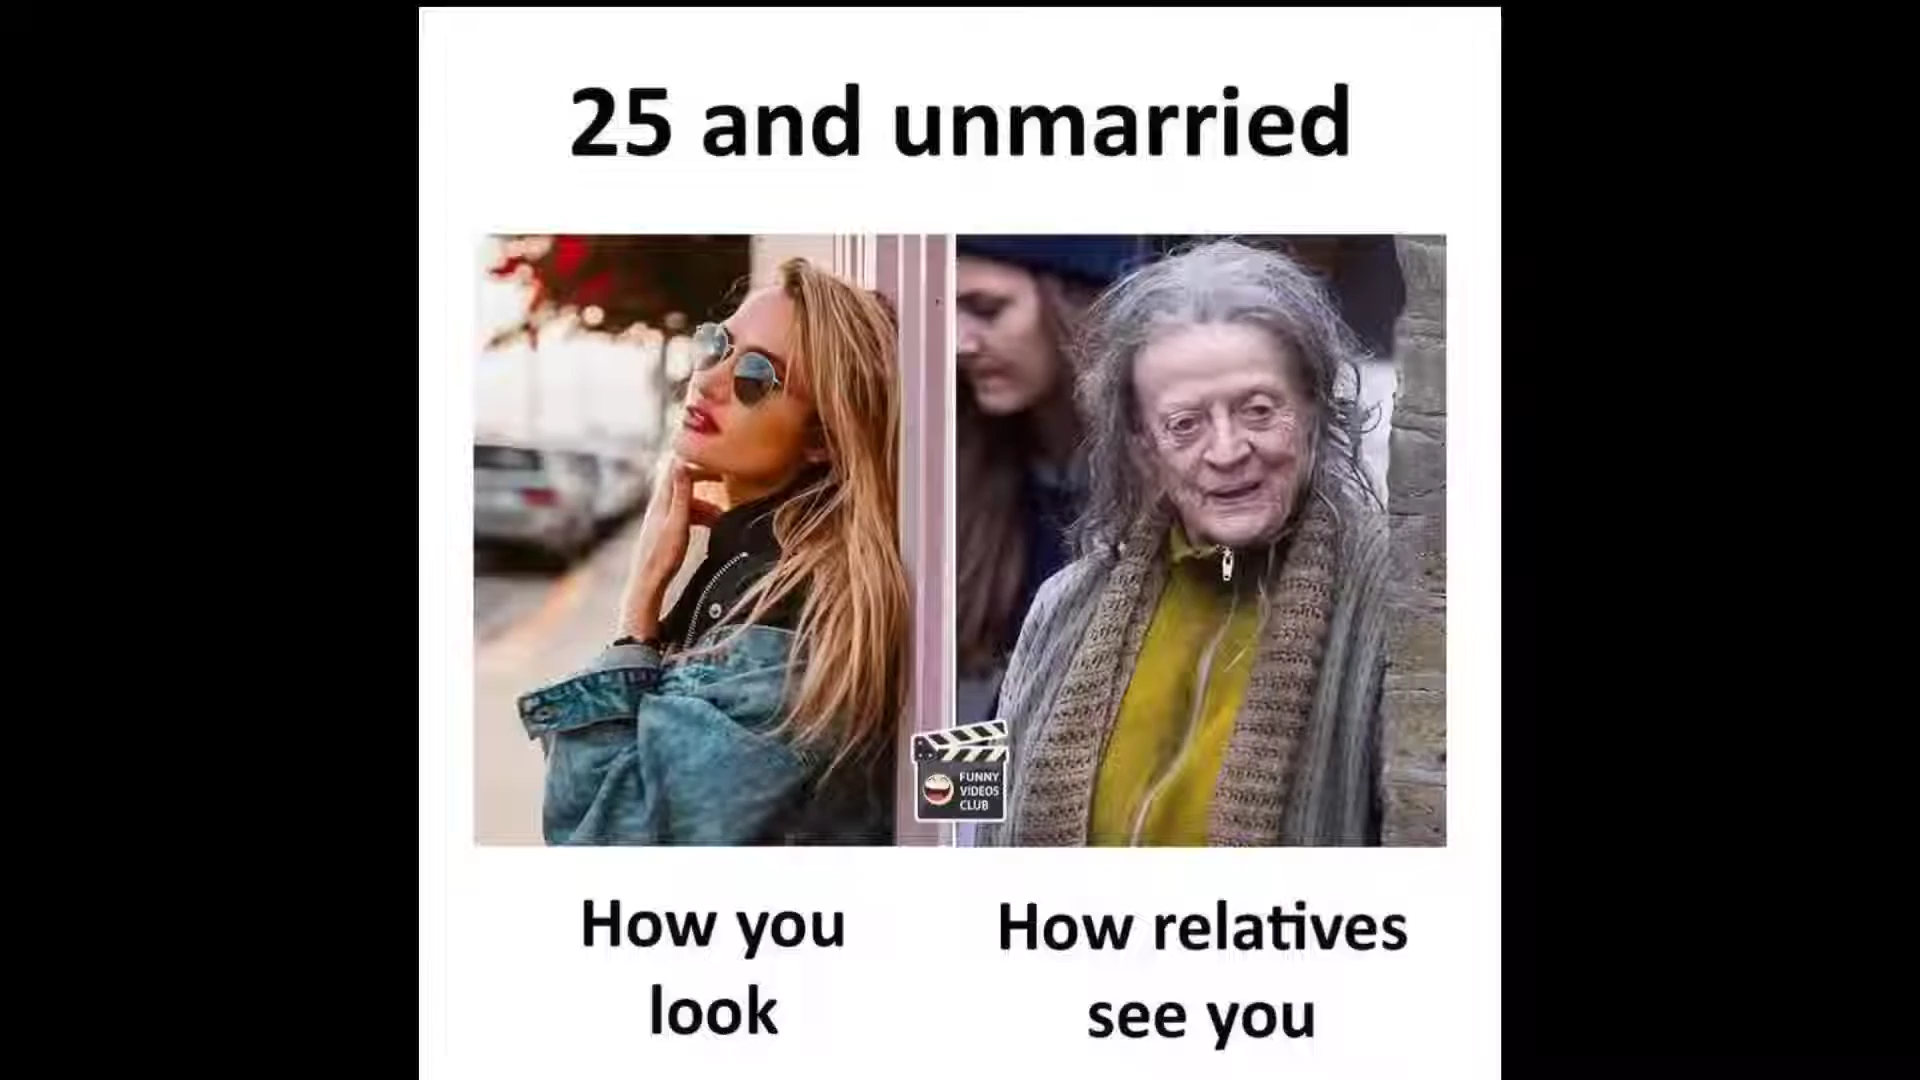 25 and unmarried
FUNNY
VIDEOS
CLUB
How you
look
How relatives
see you